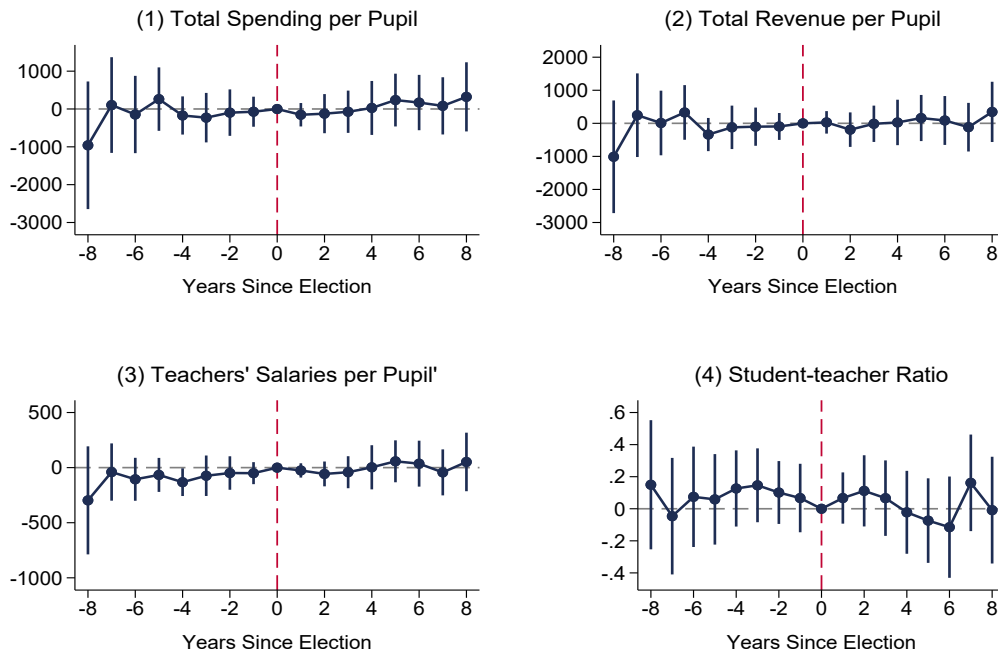 (1) Total Spending per Pupil
1000
0
-1000
-2000
-3000
-8 -6 -4 -2 0 2 4 6 8
Years Since Election
(2) Total Revenue per Pupil
2000
1000
0
-1000
2000
-3000
-8 -6 -4 -2 0 2 4 6 8
Years Since Election
(3) Teachers' Salaries per Pupil'
500
0
-500
-1000
-8 -6 -4 -2 0 2 4 6 8
Years Since Election
(4) Student-teacher Ratio
.6
.4
.2
0
-.2
-.4
-8 -6 -4 -2 0 2 4 6 8
Years Since Election